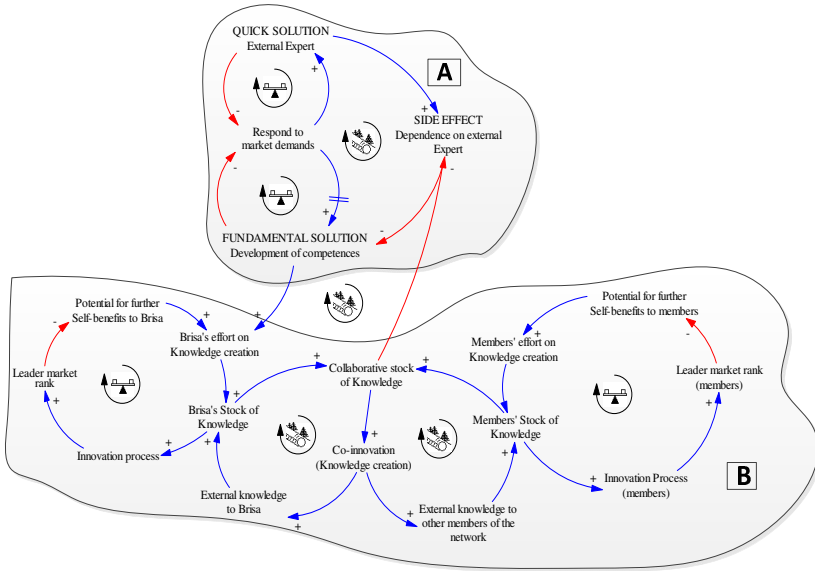 QUICK SOLUTION
External Expert
A
+
+
-
SIDE EFFECT
Dependence on external
Expert
Respond to
market demands
-
-
+
-
FUNDAMENTAL SOLUTION
Development of competences
Potential for further
Self-benefits to Brisa
-
+
+
Brisa's effort on
Knowledge creation
Leader market
rank
+
+
+
Brisa's Stock of
Knowledge
+
+
Innovation process
External knowledge
to Brisa
+
+
Collaborative stock
of Knowledge
+
+
Co-innovation
(Knowledge creation)
+
External knowledge to
other members of the
network
+
Potential for further
Self-benefits to members
-
+
Members' effort on
Knowledge creation
+
Members' Stock of
Knowledge
Leader market rank
(members)
+
+
Innovation Process
(members)
B